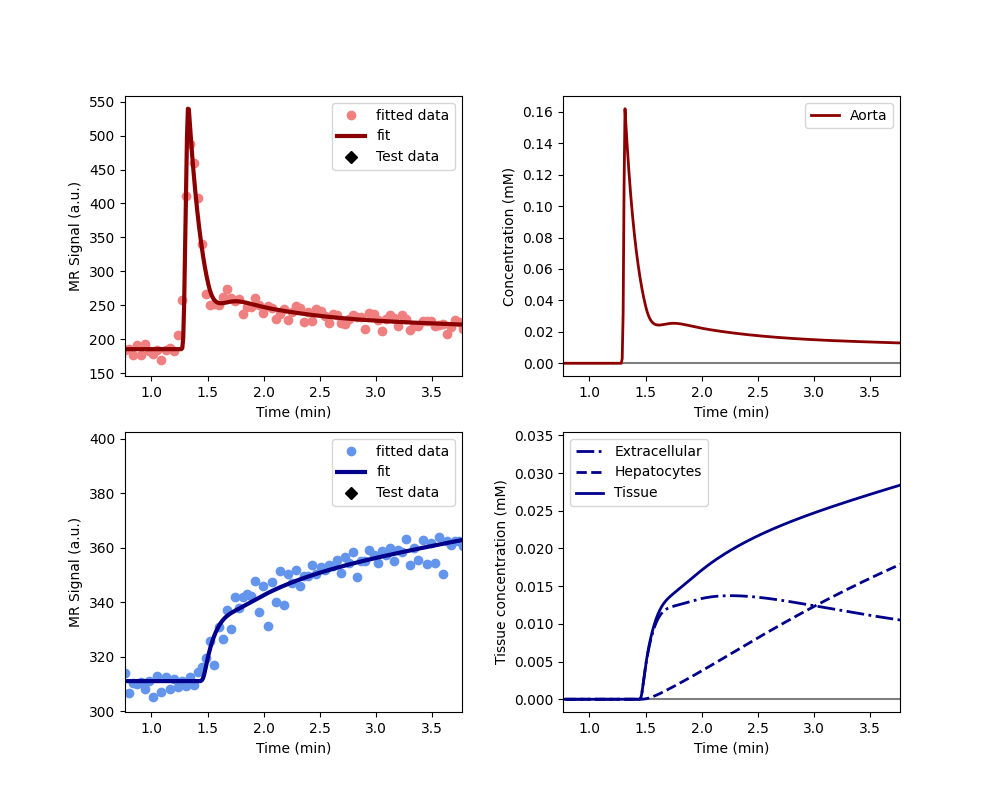 MR Signal (a.u.)
550
500
450
400
350
300
250
200
150
fitted data
fit
Test data
1.0 1.5 2.0 2.5 3.0 3.5
Time (min)
Concentration (mM)
0.16
0.14
0.12
0.10
0.08
0.06
0.04
0.02
0.00
Aorta
1.0 1.5 2.0 2.5 3.0 3.5
Time (min)
MR Signal (a.u.)
400
380
360
340
320
300
fitted data
fit
Test data
1.0 1.5 2.0 2.5 3.0 3.5
Time (min)
Tissue concentration (mM)
0.035
0.030
0.025
0.020
0.015
0.010
0.005
0.000
Extracellular
Hepatocytes
Tissue
1.0 1.5 2.0 2.5 3.0 3.5
Time (min)